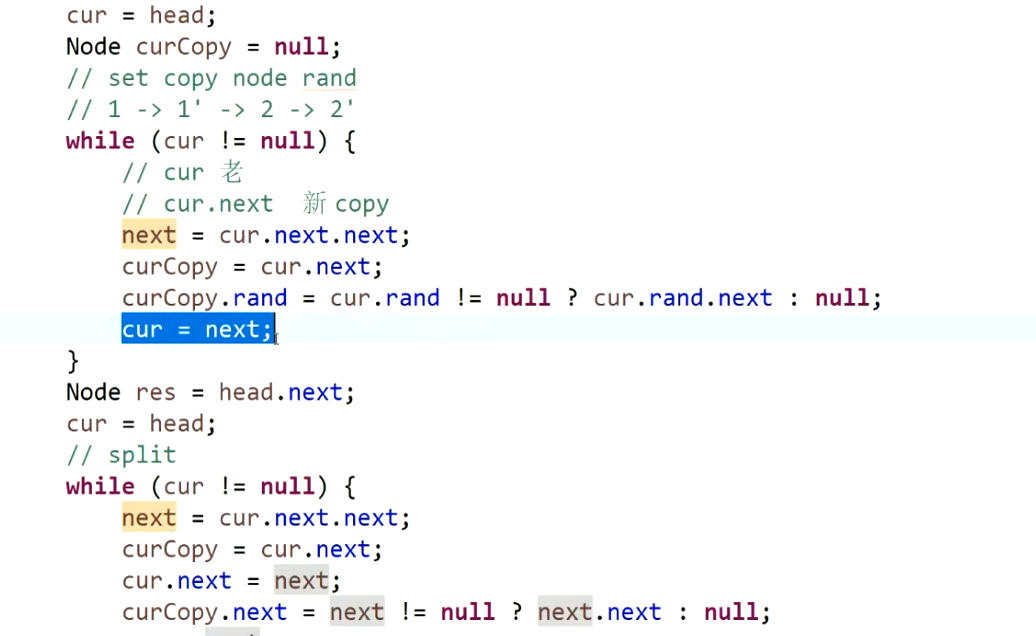 cur = head;
Node curCopy = null;
// set copy node rand
// 1 -> 1' -> 2 -> 2'
while (cur != null) {
// cur 老
// cur.next  新 copy
next = cur.next.next;
curCopy = cur.next;
curCopy.rand = cur.rand != null ? cur.rand.next : null;
cur = next;
}
Node res = head.next;
cur = head;
// split
while (cur != null) {
next = cur.next.next;
curCopy = cur.next;
cur.next = next;
curCopy.next = next != null ? next.next : null;